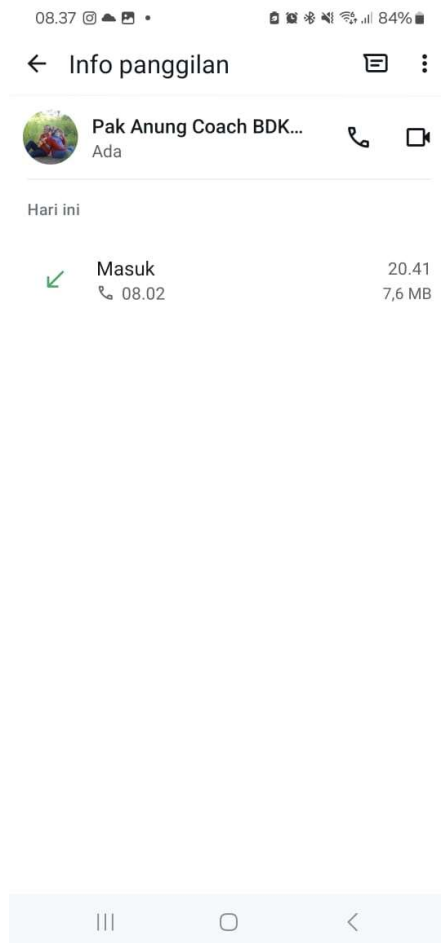 08.37
84%
Info panggilan
Pak Anung Coach BDK...
Ada
Hari ini
Masuk 20.41
08.02 7,6 MB